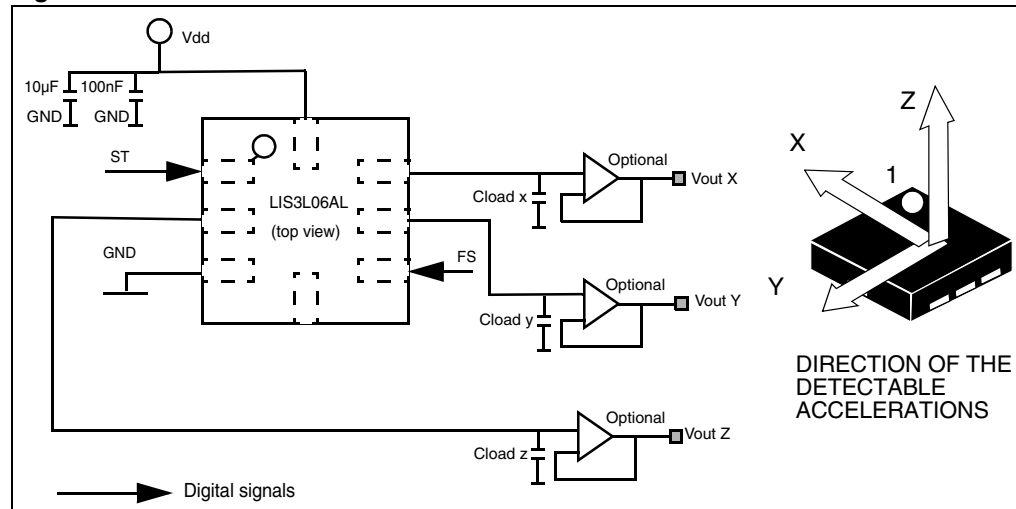 Vdd
10µF 100nF
GND GND
ST
LIS3L06AL
(top view)
GND
FS
Cload x
Optional
Vout X
Cload y
Optional
Vout Y
Cload z
Optional
Vout Z
Digital signals
Z
X
1
Y
DIRECTION OF THE
DETECTABLE
ACCELERATIONS